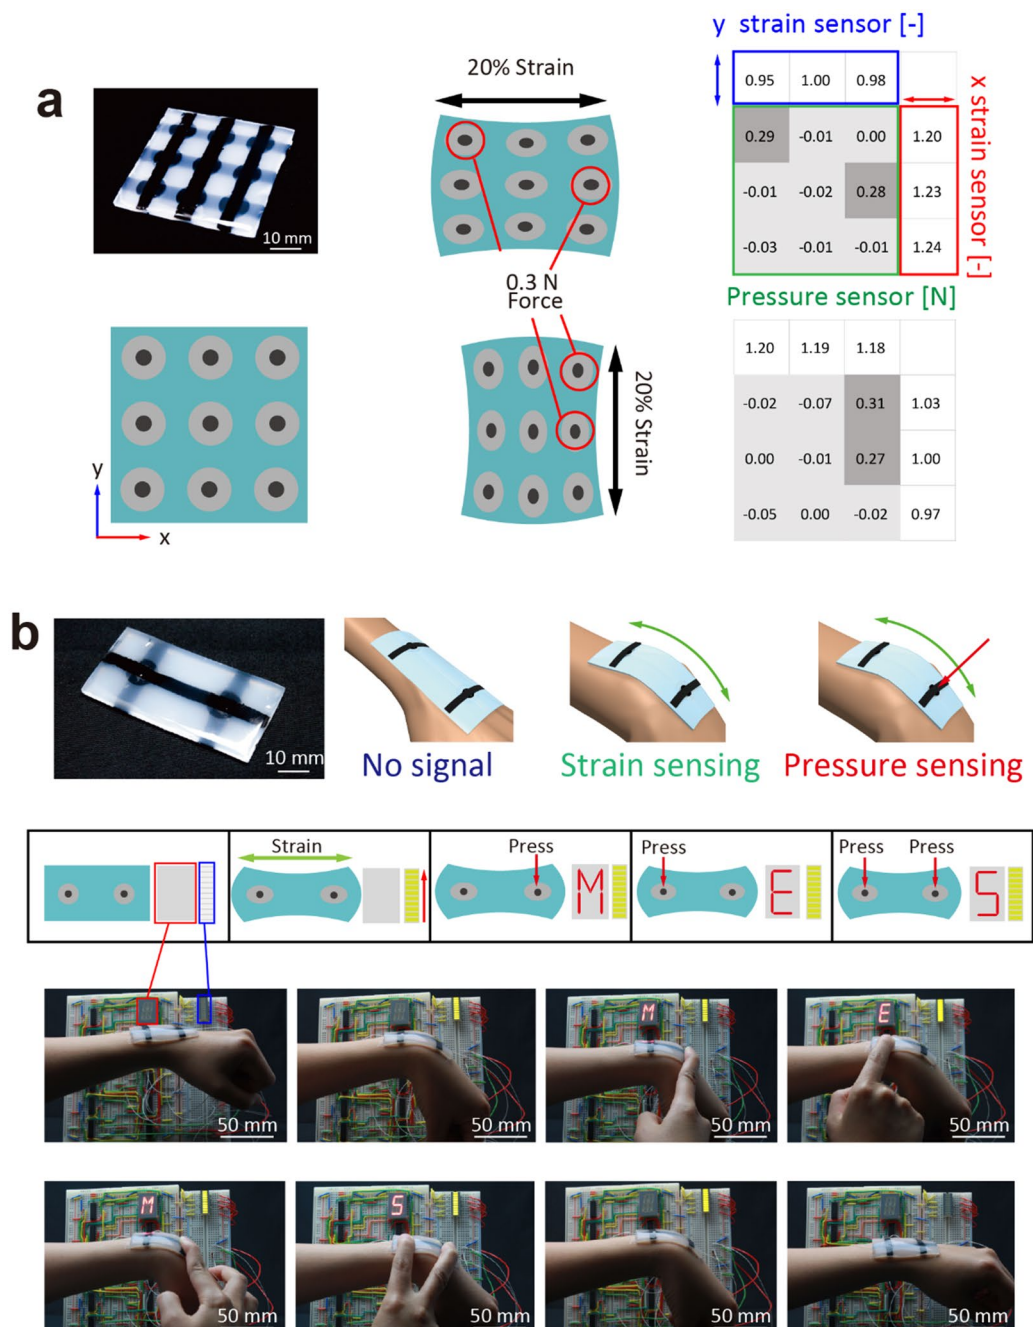 a
10 mm
20% Strain
y strain sensor [-]
0.95 1.00 0.98
0.29 -0.01 0.00 1.20
-0.01 -0.02 0.28 1.23
-0.03 -0.01 -0.01 1.24
x strain sensor [-]
Pressure sensor [N]
0.3 N
Force
y
x
20% Strain
1.20 1.19 1.18
-0.02 -0.07 0.31 1.03
0.00 -0.01 0.27 1.00
-0.05 0.00 -0.02 0.97
b
10 mm
No signal
Strain sensing
Pressure sensing
Strain
Press
M
Press
E
Press Press
S
50 mm
50 mm
M
50 mm
E
50 mm
M
50 mm
S
50 mm
50 mm
50 mm